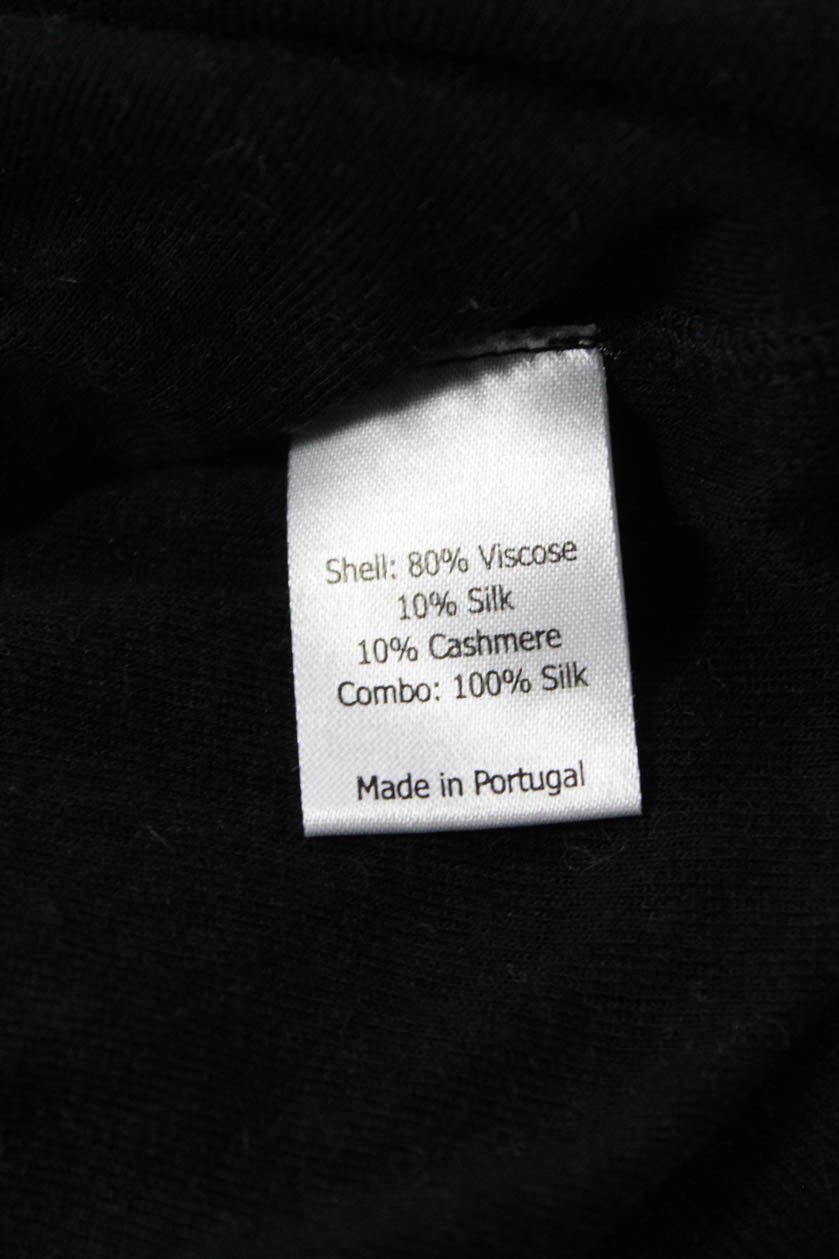 Shell: 80% Viscose
10% Silk
10% Cashmere
Combo: 100% Silk
Made in Portugal